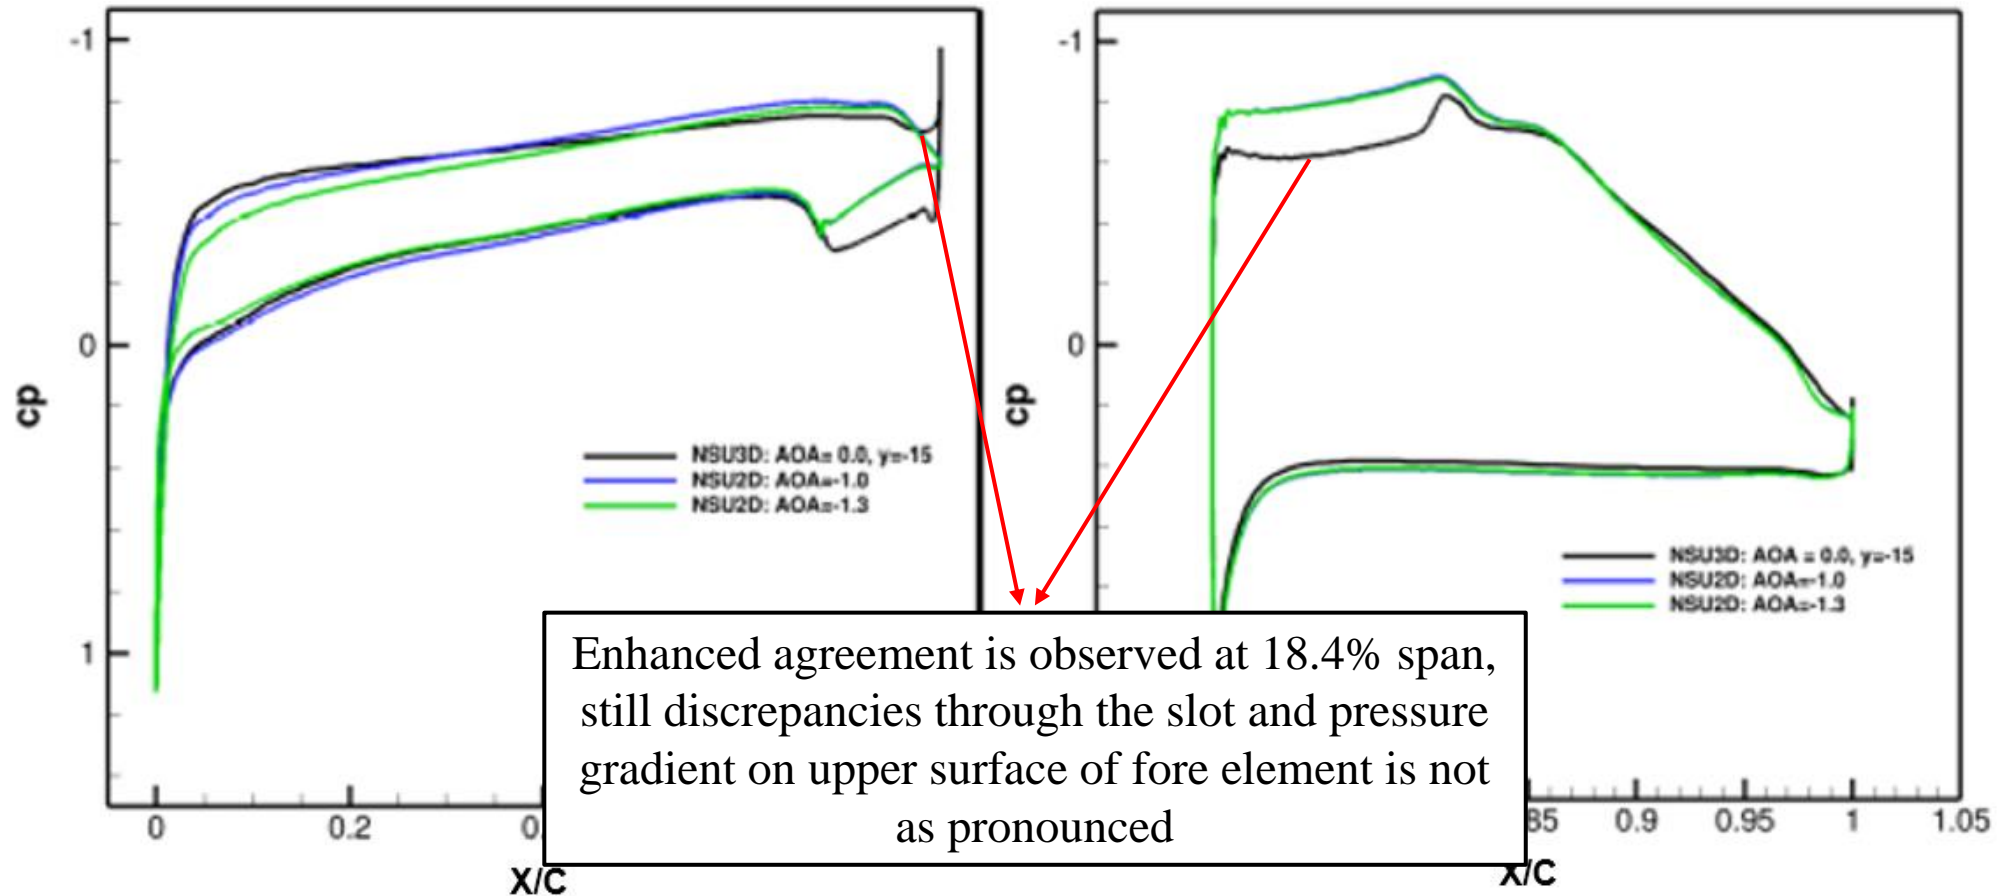 -1
0
1
cp
NSU3D: AOA= 0.0, y=-15
NSU2D: AOA=-1.0
NSU2D: AOA=-1.3
0
0.2
0.
X/C
-1
0
cp
NSU3D: AOA = 0.0, y=-15
NSU2D: AOA=-1.0
NSU2D: AOA=-1.3
85
0.9
0.95
1
1.05
X/C
Enhanced agreement is observed at 18.4% span,
still discrepancies through the slot and pressure
gradient on upper surface of fore element is not
as pronounced